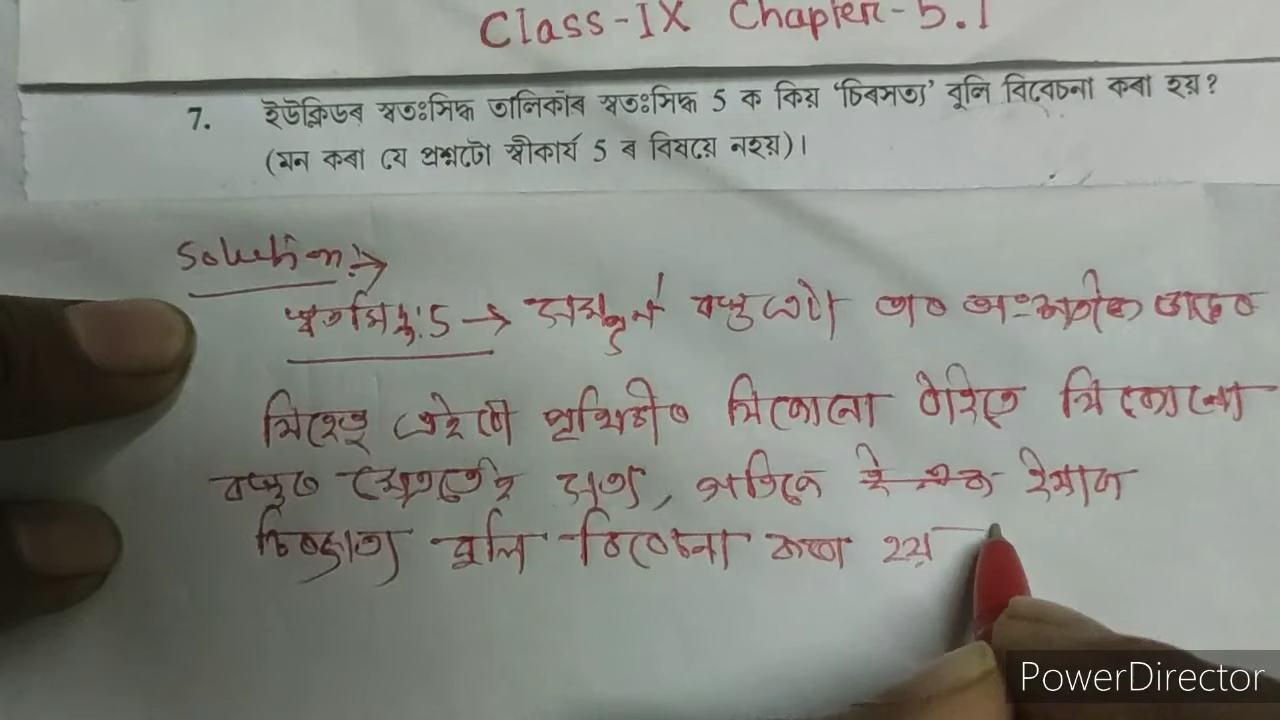 Class-IX Chapter-5.1
7. ইউক্লিডৰ স্বতঃসিদ্ধ তালিকাৰ স্বতঃসিদ্ধ 5 ক কিয় ‘চিৰসত্য’ বুলি বিবেচনা কৰা হয়?
(মন কৰা যে প্ৰশ্নটো স্বীকাৰ্য 5 ৰ বিষয়ে নহয়)।
Solution:→
স্বতসিদ্ধ:5 → সম্পূৰ্ণ বস্তু এটা তাৰ অংশতকৈ ডাঙৰ
যিহেতু এইটো পৃথিৱীৰ যিকোনো ঠাইতে যিকোনো
বস্তুৰ ক্ষেত্ৰতেই সত্য, ইয়াক
চিৰসত্য বুলি বিবেচনা কৰা হয়
PowerDirector